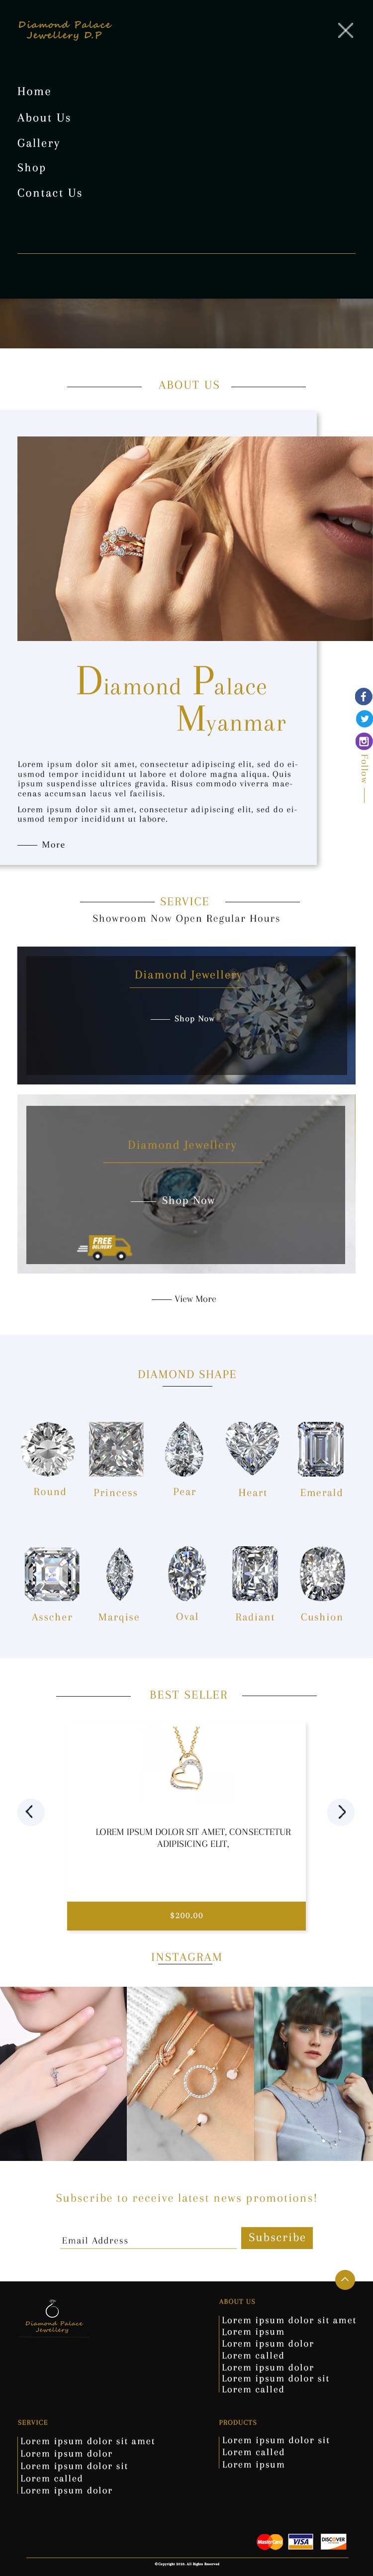 Diamond Palace
Jewellery D.P
Home
About Us
Gallery
Shop
Contact Us
ABOUT US
Diamond Palace
Myanmar
Lorem ipsum dolor sit amet, consectetur adipiscing elit, sed do ei-
usmod tempor incididunt ut labore et dolore magna aliqua. Quis
ipsum suspendisse ultrices gravida. Risus commodo viverra mae-
cenas accumsan lacus vel facilisis.
Lorem ipsum dolor sit amet, consectetur adipiscing elit, sed do ei-
usmod tempor incididunt ut labore.
More
Follow
SERVICE
Showroom Now Open Regular Hours
Diamond Jewellery
Shop Now
Diamond Jewellery
Shop Now
FREE
DELIVERY
View More
DIAMOND SHAPE
Round
Princess
Pear
Heart
Emerald
Asscher
Marqise
Oval
Radiant
Cushion
BEST SELLER
LOREM IPSUM DOLOR SIT AMET, CONSECTETUR
ADIPISICING ELIT,
$200.00
INSTAGRAM
Subscribe to receive latest news promotions!
Email Address
Subscribe
Diamond Palace
Jewellery
ABOUT US
Lorem ipsum dolor sit amet
Lorem ipsum
Lorem ipsum dolor
Lorem called
Lorem ipsum dolor
Lorem ipsum dolor sit
Lorem called
SERVICE
Lorem ipsum dolor sit amet
Lorem ipsum dolor
Lorem ipsum dolor sit
Lorem called
Lorem ipsum dolor
PRODUCTS
Lorem ipsum dolor sit
Lorem called
Lorem ipsum
MasterCard
VISA
DISCOVER
©Copyright 2020. All Rights Reserved